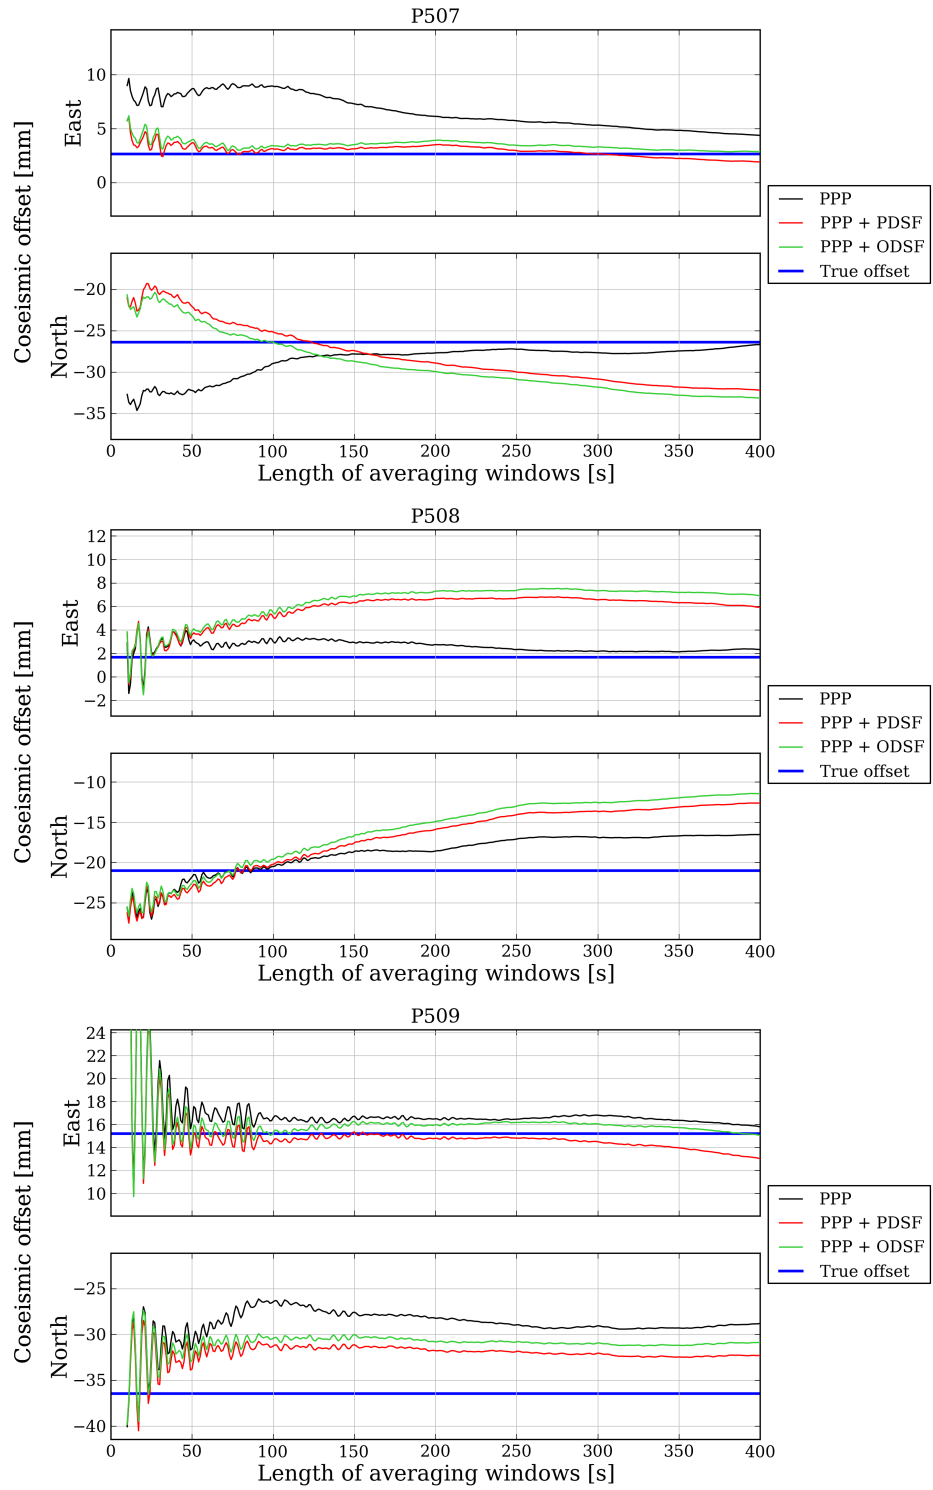 P507
10
5
0
East
−20
−25
−30
−35
North
Coseismic offset [mm]
0 50 100 150 200 250 300 350 400
Length of averaging windows [s]
PPP
PPP + PDSF
PPP + ODSF
True offset
P508
12
10
8
6
4
2
0
−2
East
−10
−15
−20
−25
North
Coseismic offset [mm]
0 50 100 150 200 250 300 350 400
Length of averaging windows [s]
PPP
PPP + PDSF
PPP + ODSF
True offset
P509
24
22
20
18
16
14
12
10
East
−25
−30
−35
−40
North
Coseismic offset [mm]
0 50 100 150 200 250 300 350 400
Length of averaging windows [s]
PPP
PPP + PDSF
PPP + ODSF
True offset